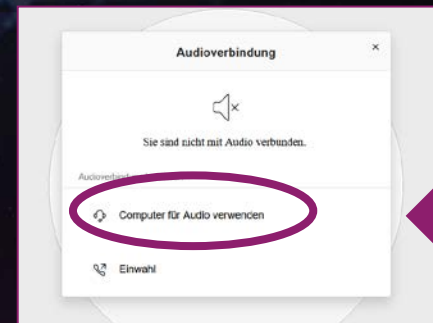 Audioverbindung
Sie sind nicht mit Audio verbunden.
Computer für Audio verwenden
Einwahl